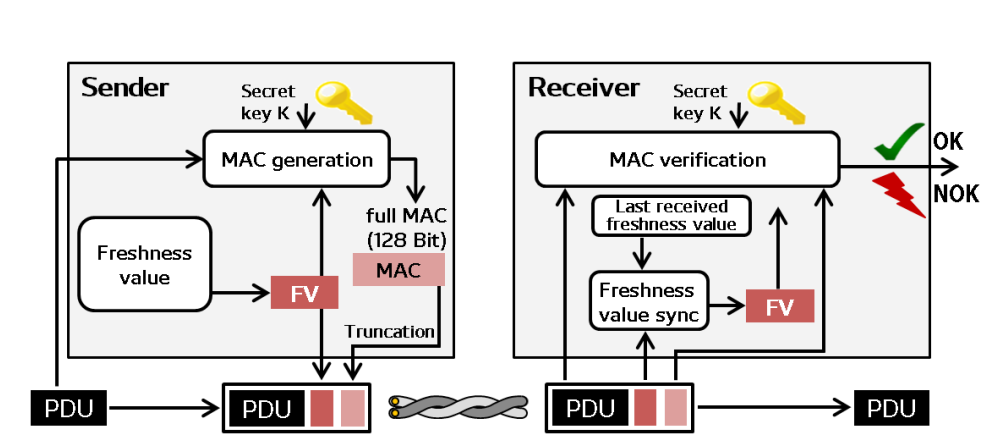 Sender
Secret
key K
MAC generation
full MAC
(128 Bit)
MAC
Freshness
value
FV
Truncation
PDU
PDU
Receiver
Secret
key K
MAC verification
OK
NOK
Last received
freshness value
Freshness
value sync
FV
PDU
PDU